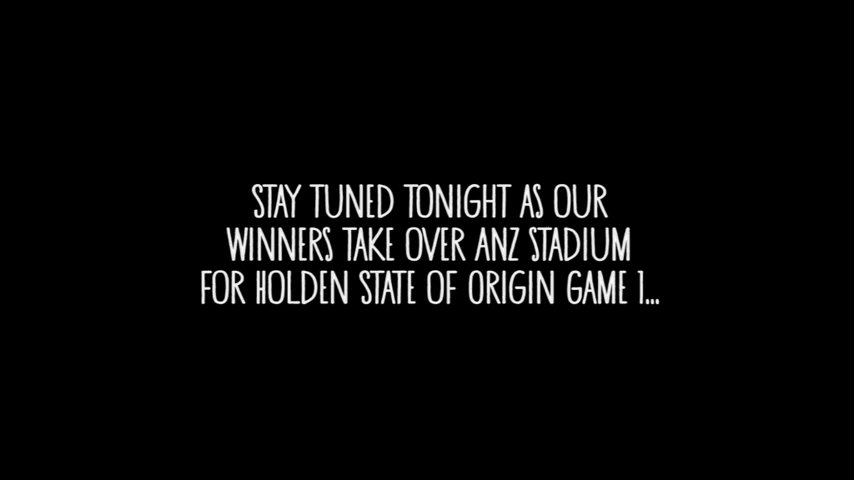 STAY TUNED TONIGHT AS OUR
WINNERS TAKE OVER ANZ STADIUM
FOR HOLDEN STATE OF ORIGIN GAME 1...